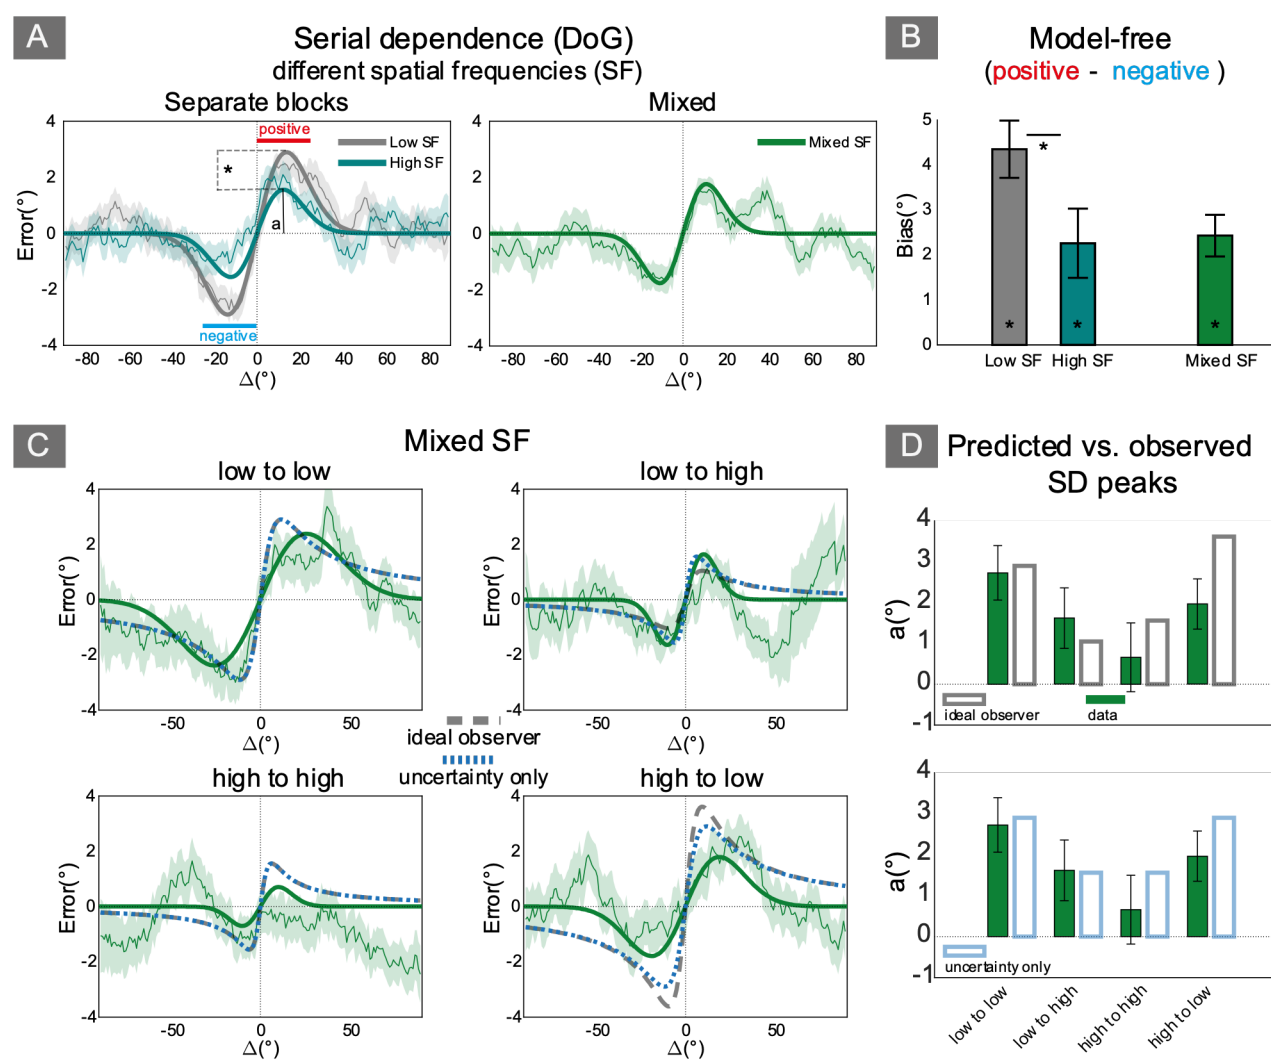 A
Serial dependence (DoG)
different spatial frequencies (SF)
Separate blocks
Mixed
4
2
0
-2
-4
Error(°)
positive
negative
*
a
Low SF
High SF
-80 -60 -40 -20 0 20 40 60 80
Δ(°)
4
2
0
-2
-4
Mixed SF
-80 -60 -40 -20 0 20 40 60 80
Δ(°)
B
Model-free
(positive - negative )
5
4
3
2
1
0
Bias(°)
*
* * *
Low SF High SF Mixed SF
C
Mixed SF
low to low
4
2
0
-2
-4
Error(°)
-50 0 50
Δ(°)
low to high
4
2
0
-2
-4
Error(°)
-50 0 50
Δ(°)
ideal observer
uncertainty only
high to high
4
2
0
-2
-4
Error(°)
-50 0 50
Δ(°)
high to low
4
2
0
-2
-4
Error(°)
-50 0 50
Δ(°)
D
Predicted vs. observed
SD peaks
4
3
2
1
0
-1
a(°)
ideal observer
data
4
3
2
1
0
-1
a(°)
uncertainty only
low to low
low to high
high to high
high to low